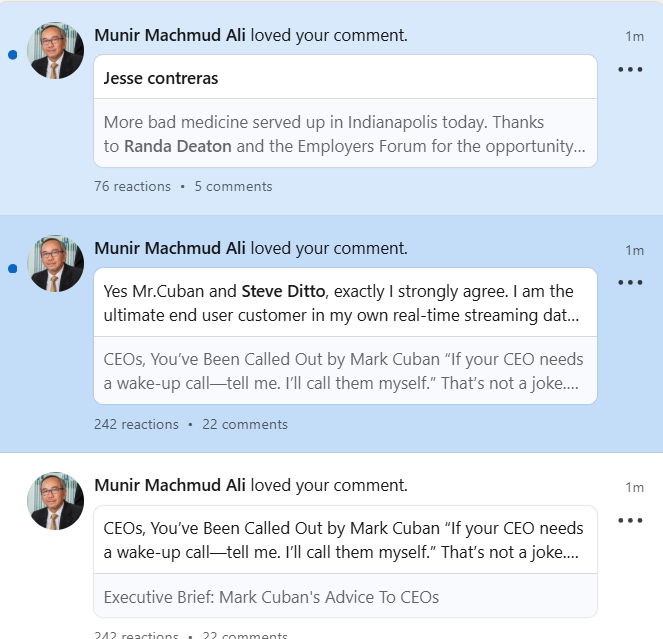 Munir Machmud Ali loved your comment.
1m
Jesse contreras
More bad medicine served up in Indianapolis today. Thanks
to Randa Deaton and the Employers Forum for the opportunity...
76 reactions • 5 comments
Munir Machmud Ali loved your comment.
1m
Yes Mr.Cuban and Steve Ditto, exactly I strongly agree. I am the
ultimate end user customer in my own real-time streaming dat...
CEOs, You’ve Been Called Out by Mark Cuban “If your CEO needs
a wake-up call—tell me. I’ll call them myself.” That’s not a joke....
242 reactions • 22 comments
Munir Machmud Ali loved your comment.
1m
CEOs, You’ve Been Called Out by Mark Cuban “If your CEO needs
a wake-up call—tell me. I’ll call them myself.” That’s not a joke....
Executive Brief: Mark Cuban's Advice To CEOs
242 reactions • 22 comments